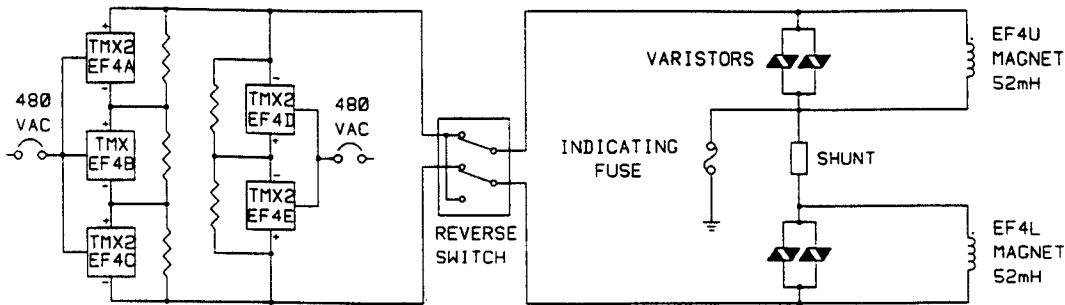 TMX2
EF4A
480
VAC
TMX
EF4B
TMX2
EF4C
TMX2
EF4D
480
VAC
TMX2
EF4E
REVERSE
SWITCH
VARISTORS
INDICATING
FUSE
SHUNT
EF4U
MAGNET
52mH
EF4L
MAGNET
52mH